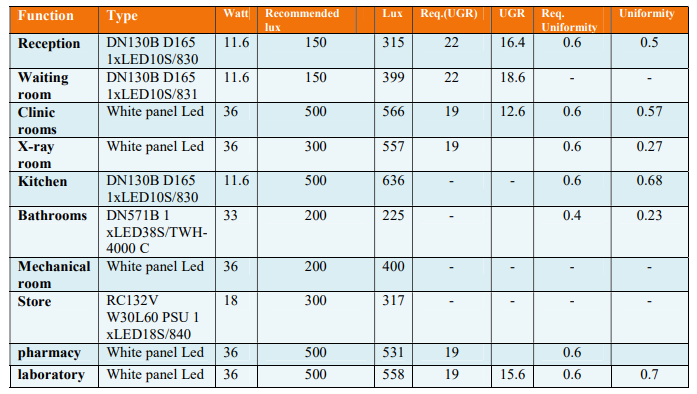 Function Type Watt Recommended lux Lux Req.(UGR) UGR Req. Uniformity Uniformity
Reception DN130B D165 1xLED10S/830 11.6 150 315 22 16.4 0.6 0.5
Waiting room DN130B D165 1xLED10S/831 11.6 150 399 22 18.6 - -
Clinic rooms White panel Led 36 500 566 19 12.6 0.6 0.57
X-ray room White panel Led 36 300 557 19 0.6 0.27
Kitchen DN130B D165 1xLED10S/830 11.6 500 636 - - 0.6 0.68
Bathrooms DN571B 1 xLED38S/TWH-4000 C 33 200 225 - 0.4 0.23
Mechanical room White panel Led 36 200 400 - - - -
Store RC132V W30L60 PSU 1 xLED18S/840 18 300 317 - - - -
pharmacy White panel Led 36 500 531 19 0.6
laboratory White panel Led 36 500 558 19 15.6 0.6 0.7